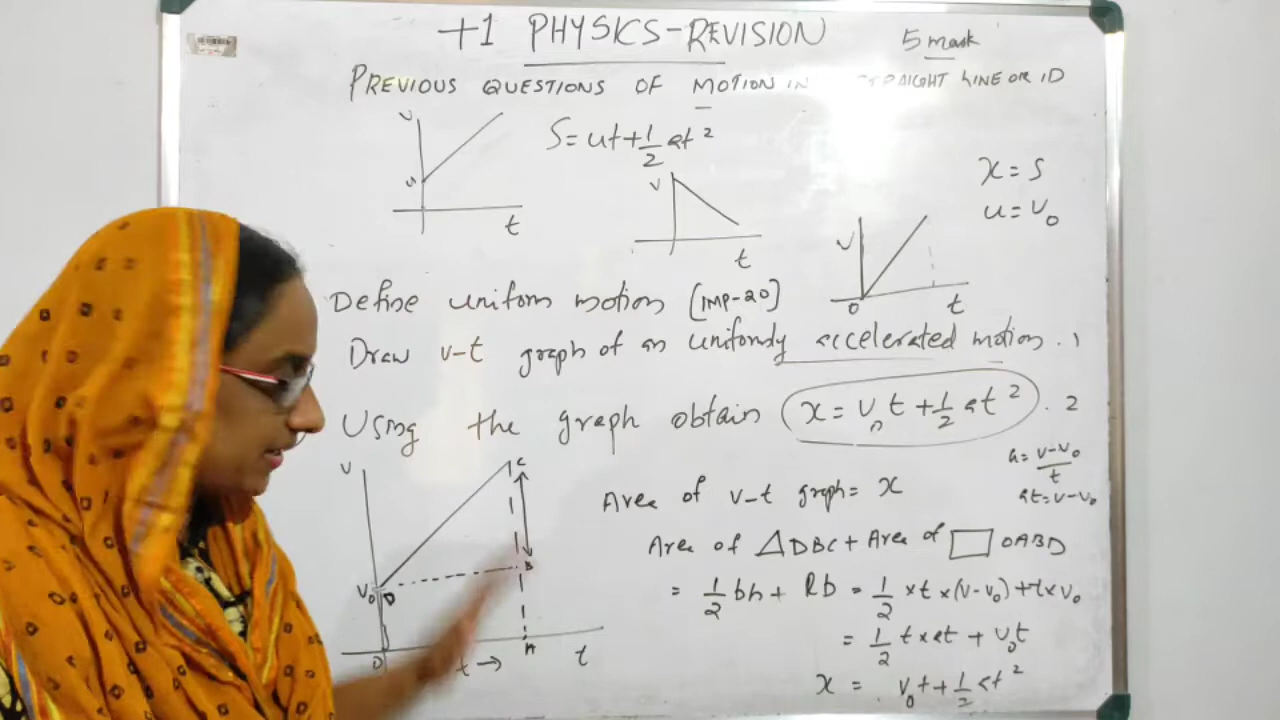 +1 PHYSICS-REVISION
5 mark
PREVIOUS QUESTIONS OF MOTION IN STRAIGHT LINE OR 1D
v
u
t
S=ut+1/2 at²
v
t
x=s
u=v₀
v
0
t
Define uniform motion [IMP-20]
Draw v-t graph of an uniformly accelerated motion. 1
Using the graph obtain x=v₀t+1/2 at². 2
v
C
B
v₀
D
0
t→
A
t
a=v-v₀/t
at=v-v₀
Area of v-t graph= x
Area of △DBC+Area of ▭ OABD
= 1/2 bh+ lb = 1/2 ×t×(v-v₀)+t×v₀
= 1/2 t×at + v₀t
x = v₀t+1/2 at²